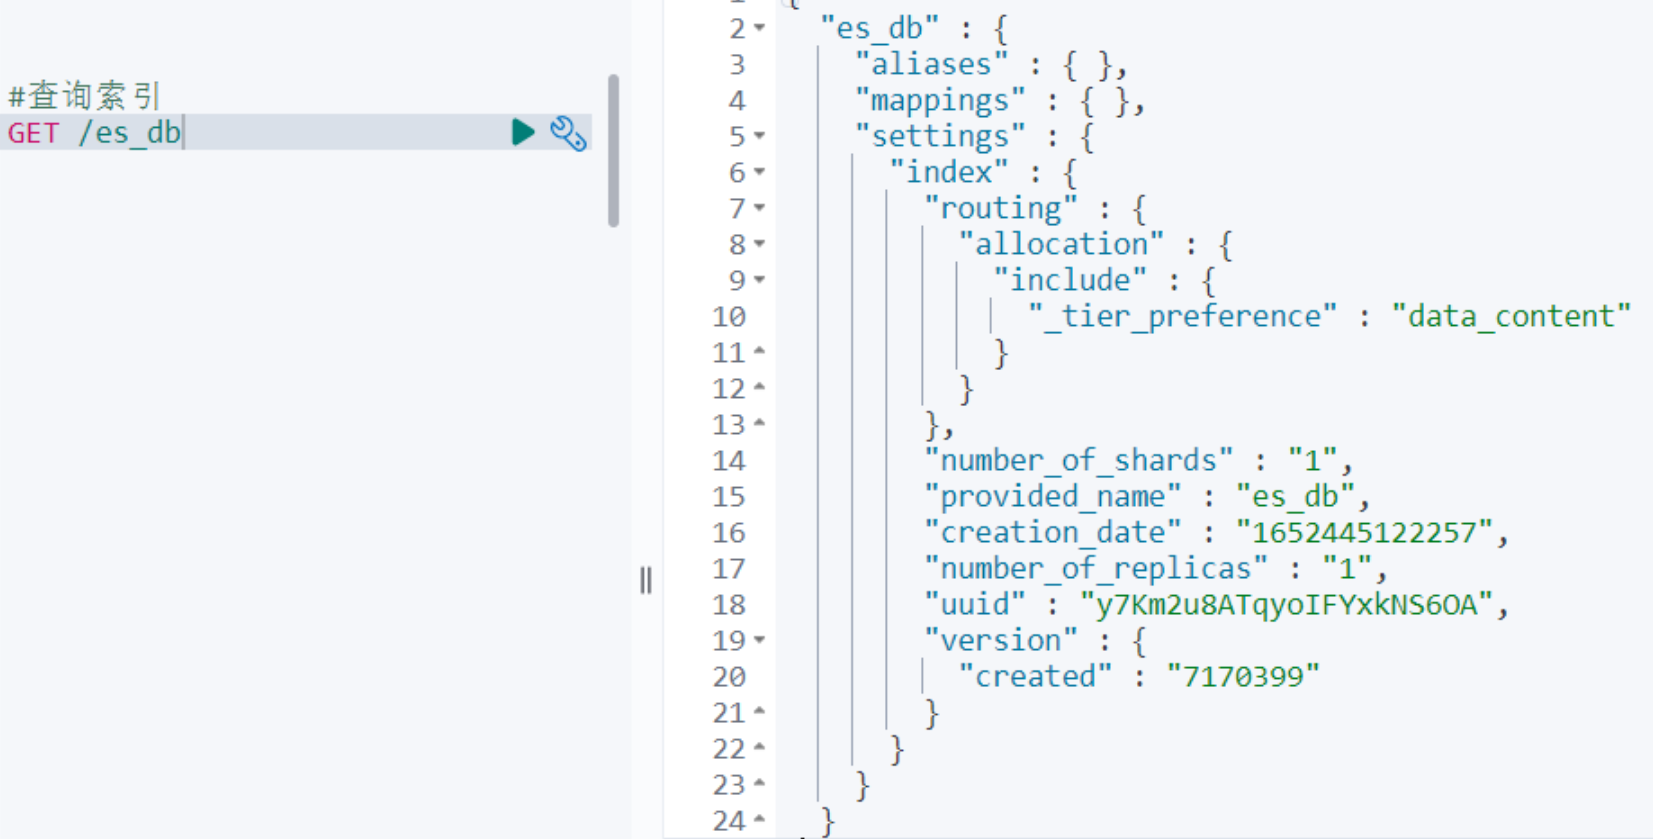 #查询索引
GET /es_db
1 {
2 "es_db" : {
3 "aliases" : { },
4 "mappings" : { },
5 "settings" : {
6 "index" : {
7 "routing" : {
8 "allocation" : {
9 "include" : {
10 "_tier_preference" : "data_content"
11 }
12 }
13 },
14 "number_of_shards" : "1",
15 "provided_name" : "es_db",
16 "creation_date" : "1652445122257",
17 "number_of_replicas" : "1",
18 "uuid" : "y7Km2u8ATqyoIFYxkNS6OA",
19 "version" : {
20 "created" : "7170399"
21 }
22 }
23 }
24 }